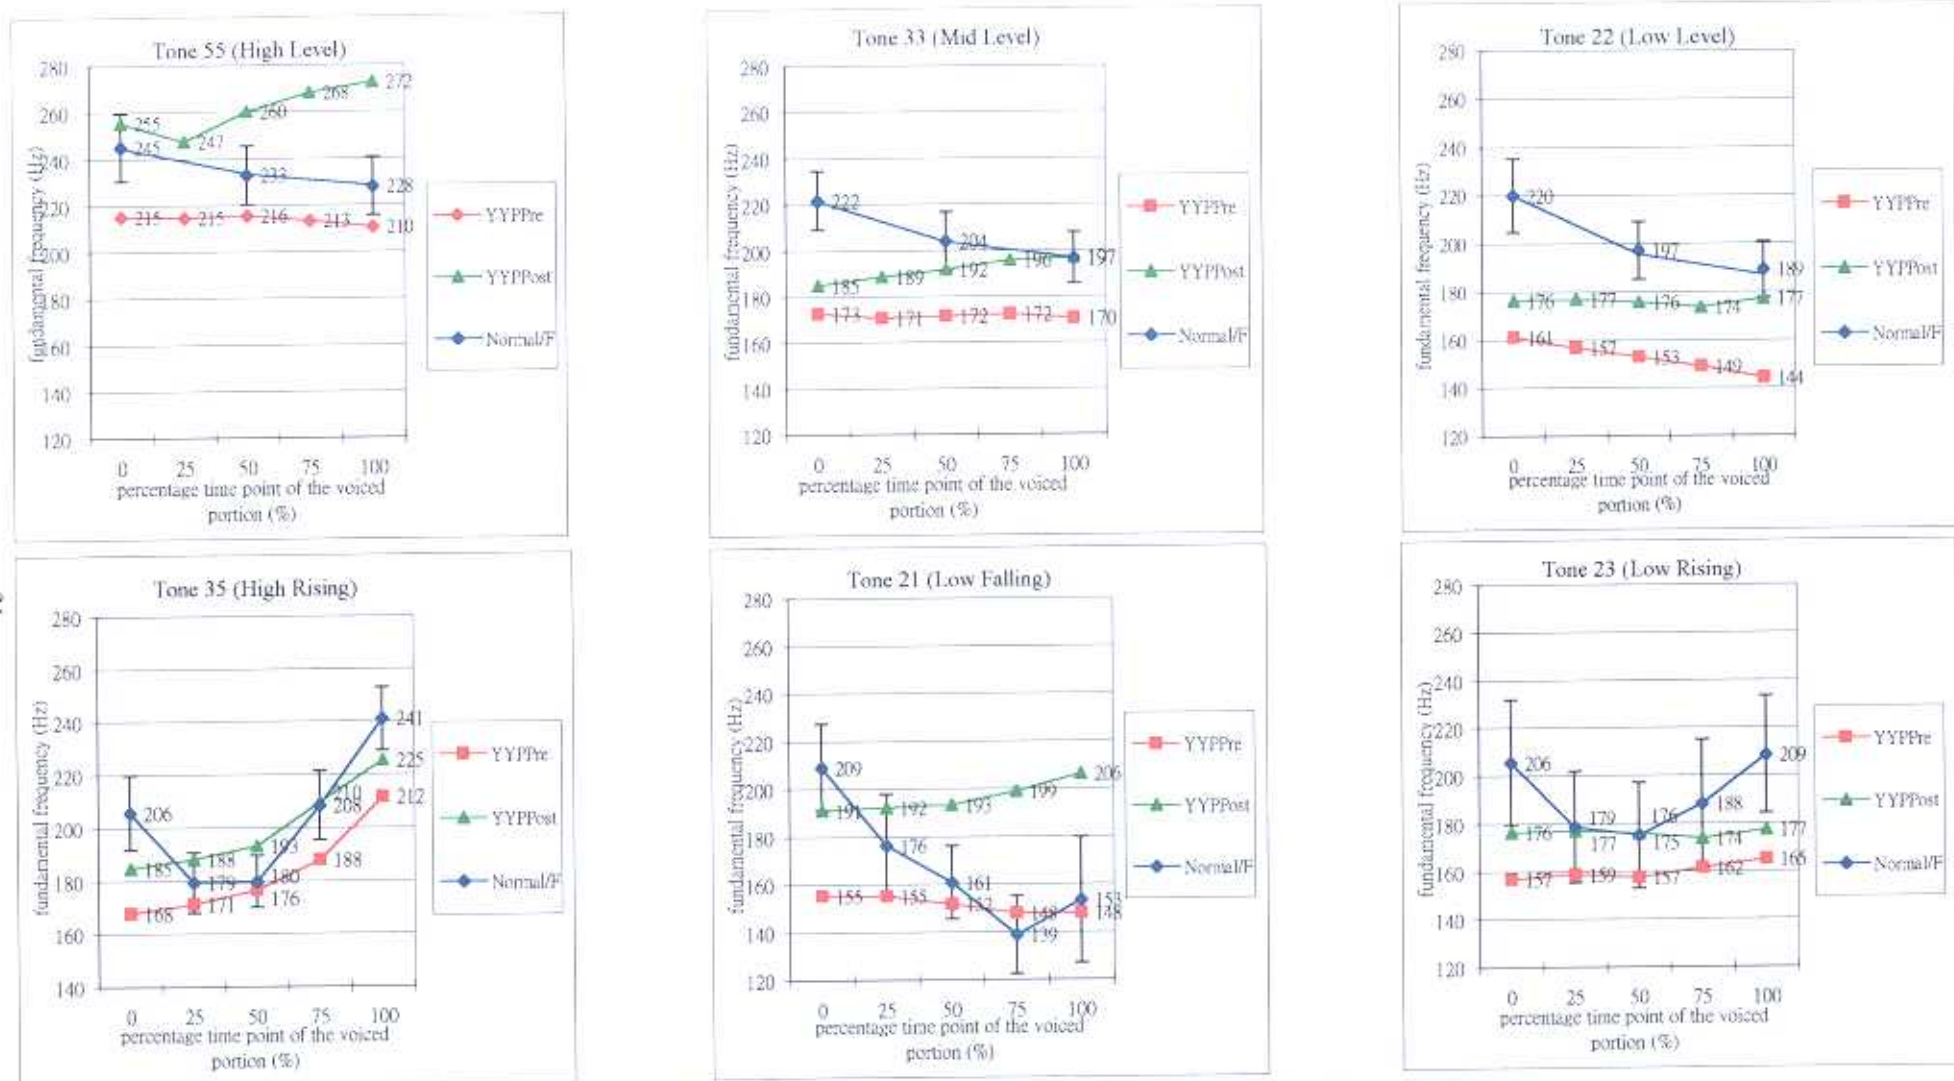 Tone 55 (High Level)
280
260
240
220
200
180
160
140
120
fundamental frequency (Hz)
255
247
260
268
272
245
233
228
215
215
216
213
210
0 25 50 75 100
percentage time point of the voiced
portion (%)
YYPPre
YYPPost
Normal/F
Tone 33 (Mid Level)
280
260
240
220
200
180
160
140
120
fundamental frequency (Hz)
222
204
197
185
189
192
196
173
171
172
172
170
0 25 50 75 100
percentage time point of the voiced
portion (%)
YYPPre
YYPPost
Normal/F
Tone 22 (Low Level)
280
260
240
220
200
180
160
140
120
fundamental frequency (Hz)
220
197
189
176
177
176
174
177
161
157
153
149
144
0 25 50 75 100
percentage time point of the voiced
portion (%)
YYPPre
YYPPost
Normal/F
Tone 35 (High Rising)
280
260
240
220
200
180
160
140
fundamental frequency (Hz)
206
179
180
208
241
185
188
193
210
225
168
171
176
188
212
0 25 50 75 100
percentage time point of the voiced
portion (%)
YYPPre
YYPPost
Normal/F
Tone 21 (Low Falling)
280
260
240
220
200
180
160
140
120
fundamental frequency (Hz)
209
176
161
139
153
191
192
193
199
206
155
155
152
148
148
0 25 50 75 100
percentage time point of the voiced
portion (%)
YYPPre
YYPPost
Normal/F
Tone 23 (Low Rising)
280
260
240
220
200
180
160
140
120
fundamental frequency (Hz)
206
179
175
188
209
176
177
176
174
177
157
159
157
162
165
0 25 50 75 100
percentage time point of the voiced
portion (%)
YYPPre
YYPPost
Normal/F